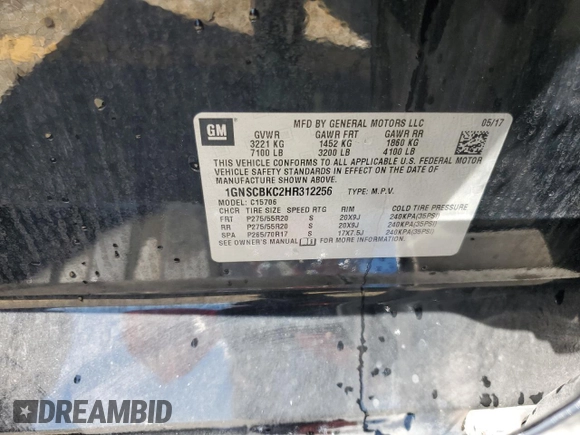 GM
MFD BY GENERAL MOTORS LLC 05/17
GVWR GAWR FRT GAWR RR
3221 KG 1452 KG 1860 KG
7100 LB 3200 LB 4100 LB
THIS VEHICLE CONFORMS TO ALL APPLICABLE U.S. FEDERAL MOTOR
VEHICLE SAFETY STANDARDS IN EFFECT ON THE DATE OF
MANUFACTURE SHOWN ABOVE.
1GNSCBKC2HR312256 TYPE: M.P.V.
MODEL: C15706
CHCR TIRE SIZE SPEED RTG RIM COLD TIRE PRESSURE
FRT P275/55R20 S 20X9J 240KPA(35PSI)
RR P275/55R20 S 20X9J 240KPA(35PSI)
SPA P265/70R17 S 17X7.5J 240KPA(35PSI)
SEE OWNER'S MANUAL FOR MORE INFORMATION.
DREAMBID